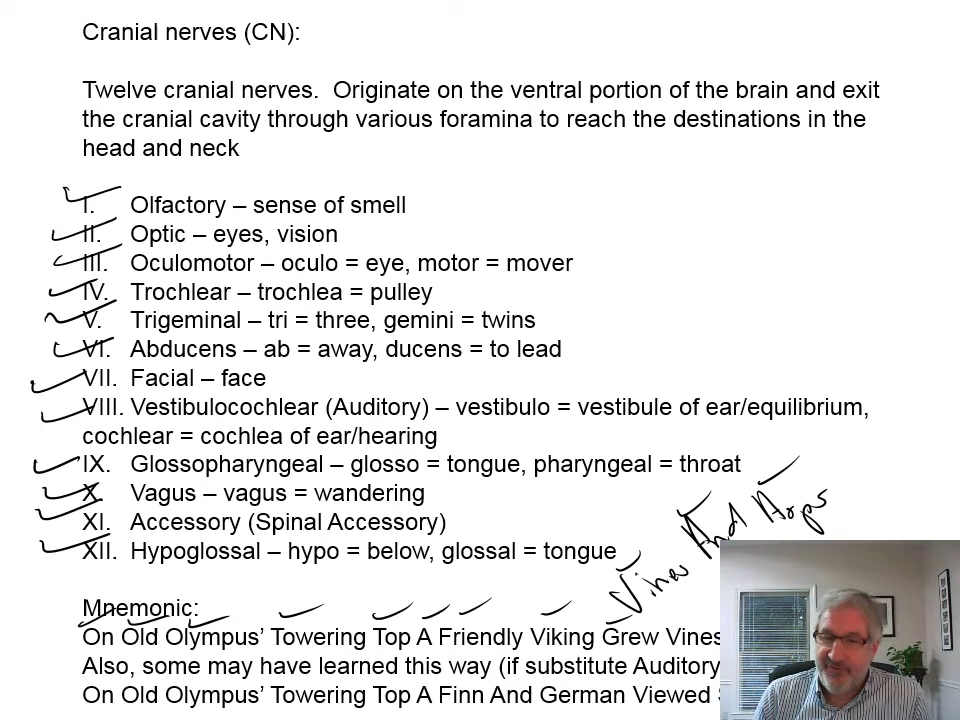 Cranial nerves (CN):
Twelve cranial nerves.  Originate on the ventral portion of the brain and exit
the cranial cavity through various foramina to reach the destinations in the
head and neck
I. Olfactory – sense of smell
II. Optic – eyes, vision
III. Oculomotor – oculo = eye, motor = mover
IV. Trochlear – trochlea = pulley
V. Trigeminal – tri = three, gemini = twins
VI. Abducens – ab = away, ducens = to lead
VII. Facial – face
VIII. Vestibulocochlear (Auditory) – vestibulo = vestibule of ear/equilibrium,
cochlear = cochlea of ear/hearing
IX. Glossopharyngeal – glosso = tongue, pharyngeal = throat
X. Vagus – vagus = wandering
XI. Accessory (Spinal Accessory)
XII. Hypoglossal – hypo = below, glossal = tongue
Vines And Hops
Mnemonic:
On Old Olympus’ Towering Top A Friendly Viking Grew Vines
Also, some may have learned this way (if substitute Auditory
On Old Olympus’ Towering Top A Finn And German Viewed